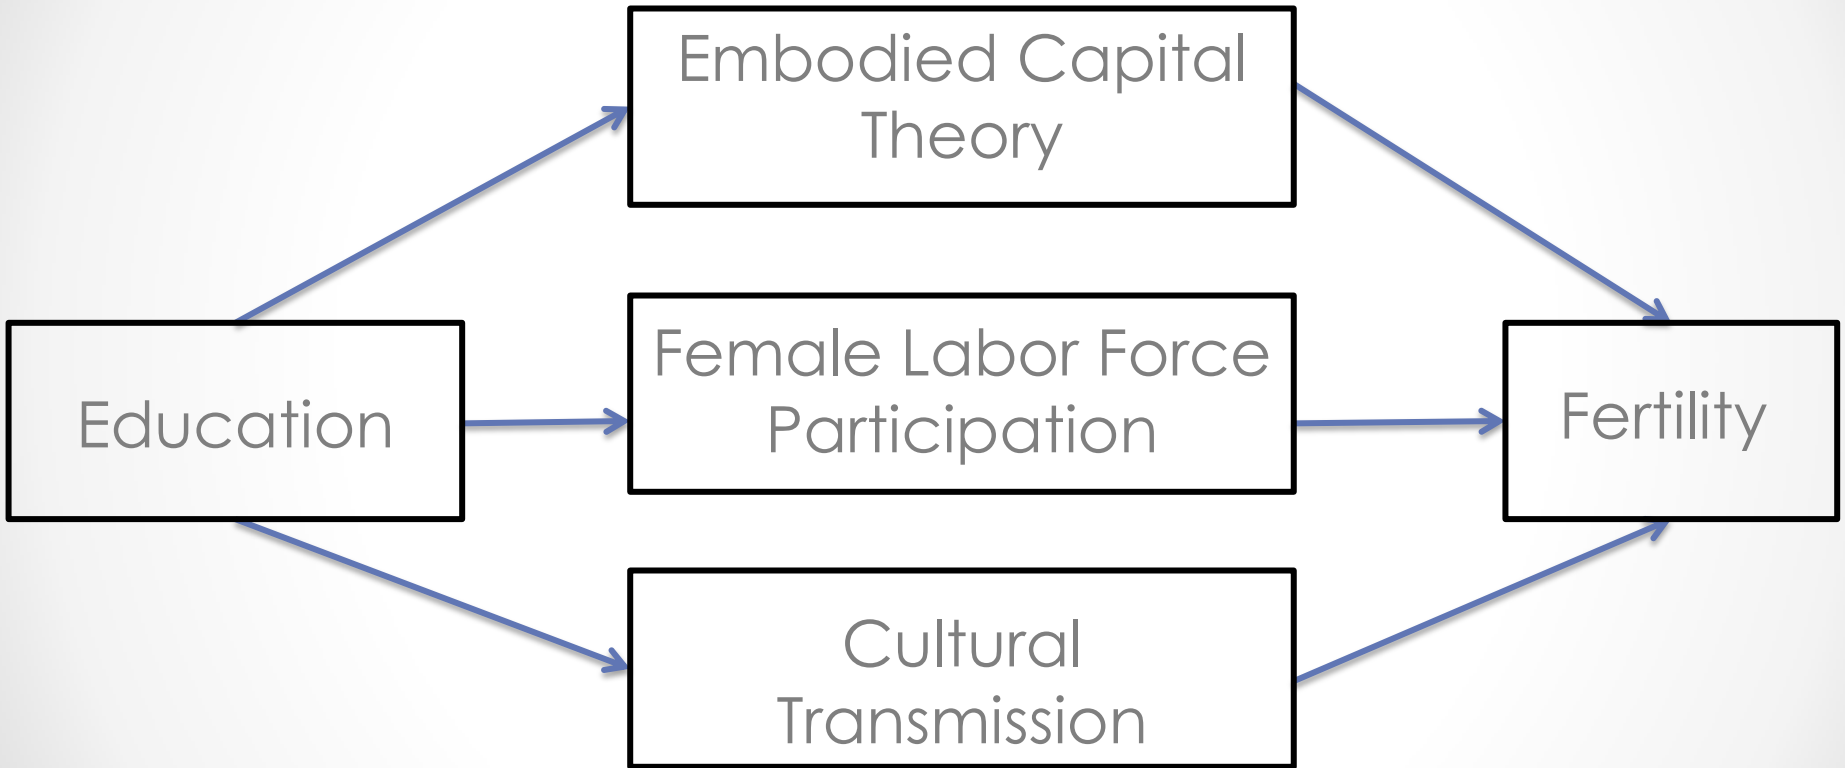 Embodied Capital
Theory
Education
Female Labor Force
Participation
Fertility
Cultural
Transmission